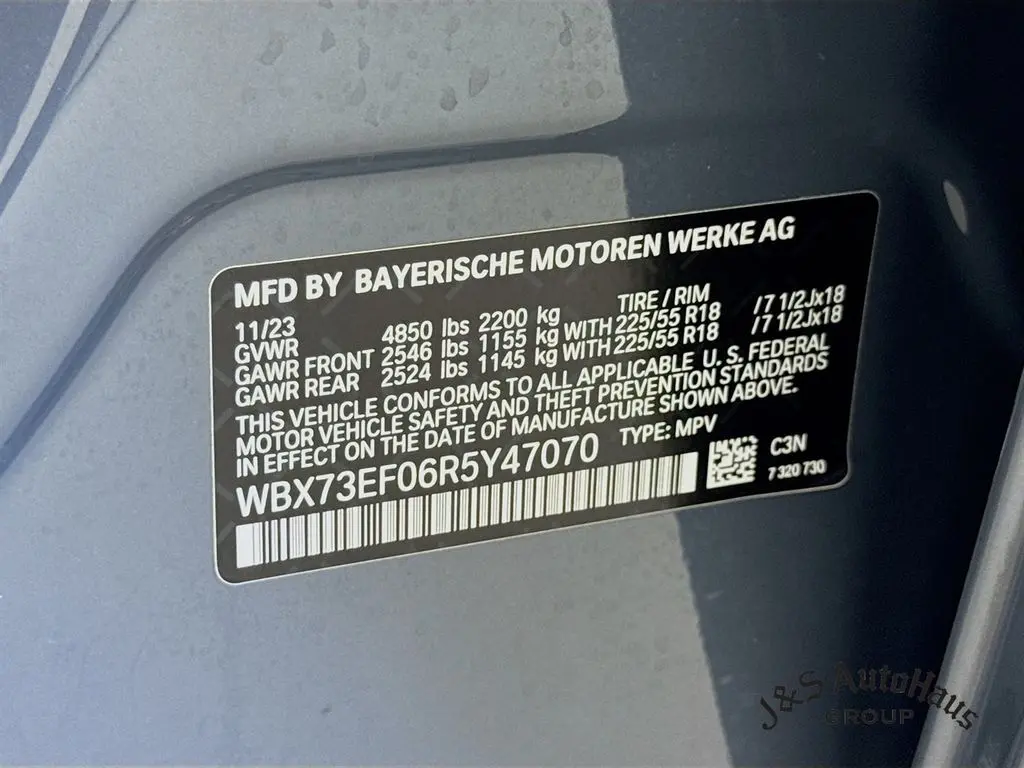 MFD BY BAYERISCHE MOTOREN WERKE AG
11/23 TIRE / RIM
GVWR 4850 lbs 2200 kg
GAWR FRONT 2546 lbs 1155 kg WITH 225/55 R18 /7 1/2Jx18
GAWR REAR 2524 lbs 1145 kg WITH 225/55 R18 /7 1/2Jx18
THIS VEHICLE CONFORMS TO ALL APPLICABLE U. S. FEDERAL
MOTOR VEHICLE SAFETY AND THEFT PREVENTION STANDARDS
IN EFFECT ON THE DATE OF MANUFACTURE SHOWN ABOVE.
WBX73EF06R5Y47070 TYPE: MPV
C3N
7 320 730
J&S AutoHaus
GROUP